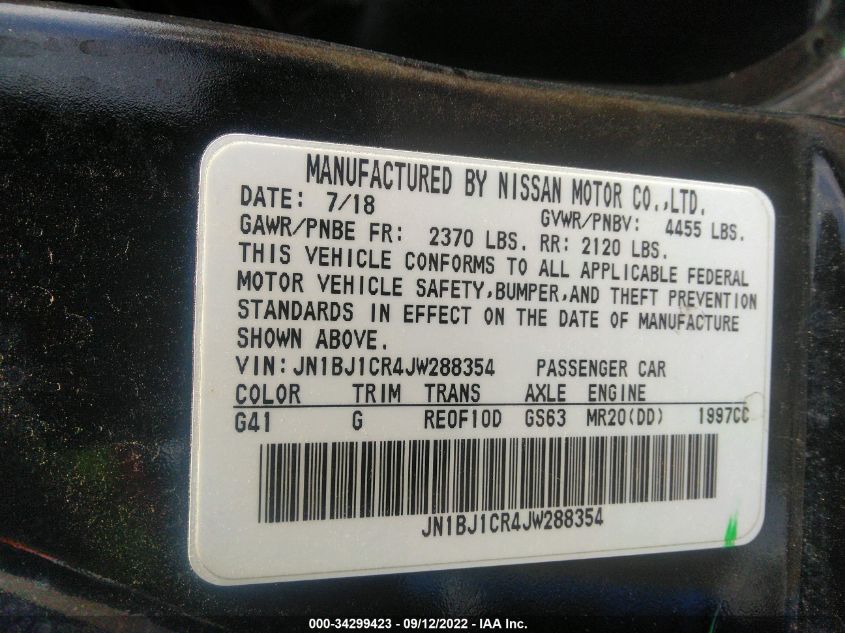 MANUFACTURED BY NISSAN MOTOR CO.,LTD.
DATE: 7/18 GVWR/PNBV: 4455 LBS.
GAWR/PNBE FR: 2370 LBS. RR: 2120 LBS.
THIS VEHICLE CONFORMS TO ALL APPLICABLE FEDERAL
MOTOR VEHICLE SAFETY,BUMPER,AND THEFT PREVENTION
STANDARDS IN EFFECT ON THE DATE OF MANUFACTURE
SHOWN ABOVE.
VIN:JN1BJ1CR4JW288354 PASSENGER CAR
COLOR TRIM TRANS AXLE ENGINE
G41 G RE0F10D GS63 MR20(DD) 1997CC
JN1BJ1CR4JW288354
000-34299423 - 09/12/2022 - IAA Inc.